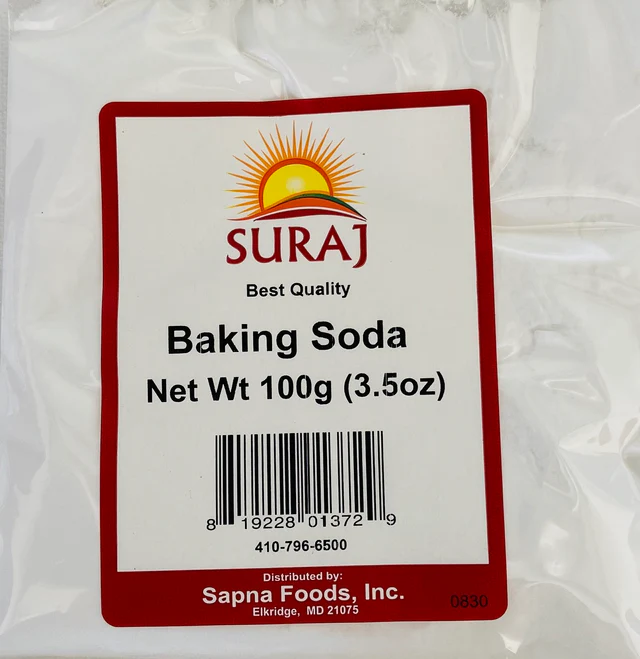 SURAJ
Best Quality
Baking Soda
Net Wt 100g (3.5oz)
8 19228 01372 9
410-796-6500
Distributed by:
Sapna Foods, Inc.
Elkridge, MD 21075
0830